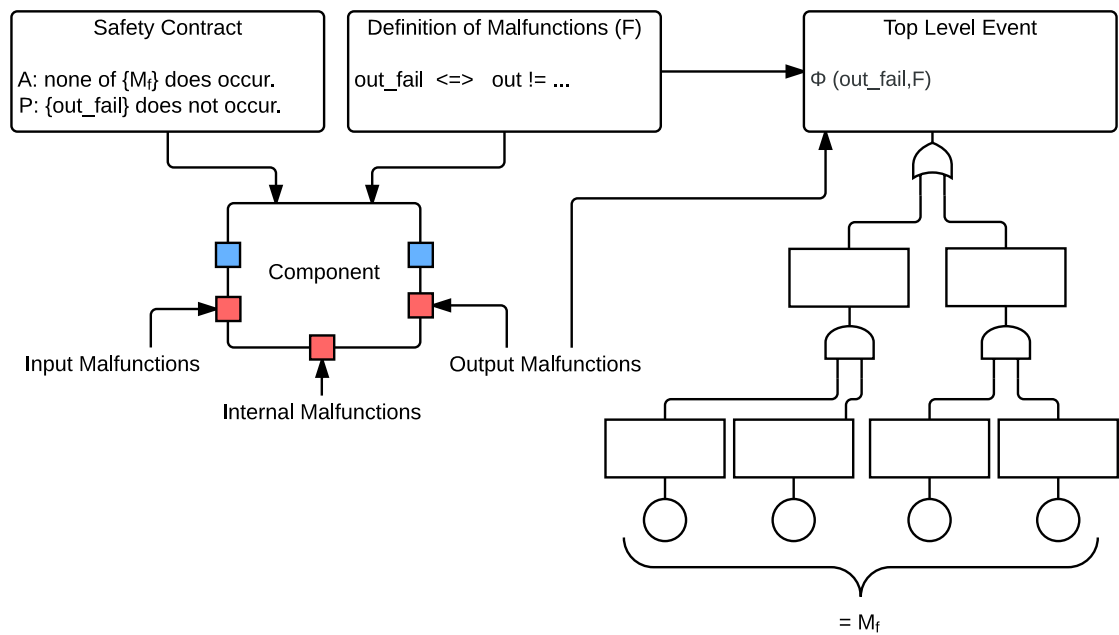 Safety Contract
A: none of {Mf} does occur.
P: {out_fail} does not occur.
Definition of Malfunctions (F)
out_fail <=> out != ...
Top Level Event
Φ (out_fail,F)
Component
Input Malfunctions
Output Malfunctions
Internal Malfunctions
= Mf